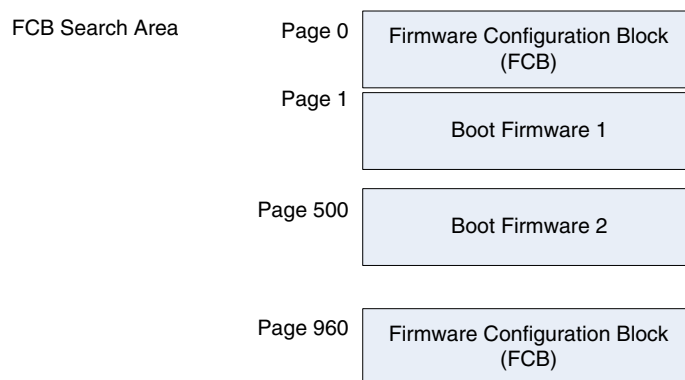 FCB Search Area
Page 0
Firmware Configuration Block
(FCB)
Page 1
Boot Firmware 1
Page 500
Boot Firmware 2
Page 960
Firmware Configuration Block
(FCB)